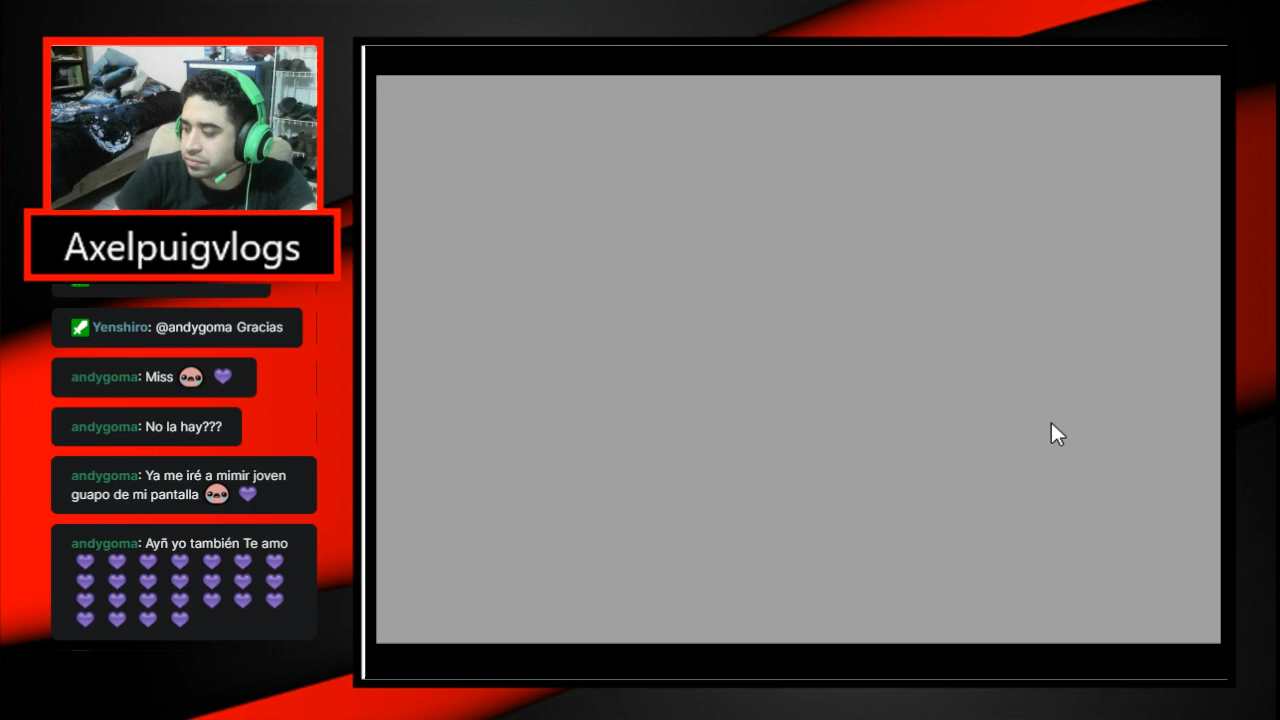 Axelpuigvlogs
Yenshiro: @andygoma Gracias
andygoma: Miss
andygoma: No la hay???
andygoma: Ya me iré a mimir joven
guapo de mi pantalla
andygoma: Ayñ yo también Te amo